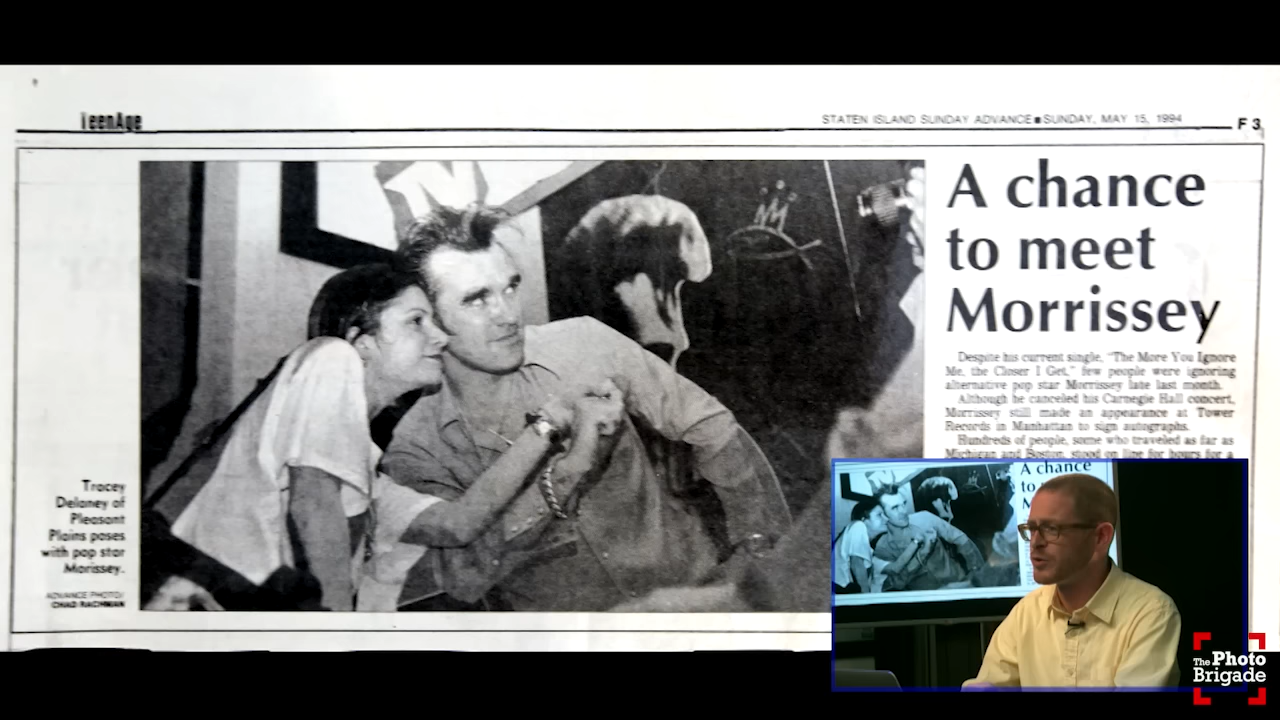 TeenAge
STATEN ISLAND SUNDAY ADVANCE■SUNDAY, MAY 15, 1994
F 3
A chance
to meet
Morrissey
Despite his current single, "The More You Ignore
Me, the Closer I Get," few people were ignoring
alternative pop star Morrissey late last month.
Although he canceled his Carnegie Hall concert,
Morrissey still made an appearance at Tower
Records in Manhattan to sign autographs.
Hundreds of people, some who traveled as far as
Michigan and Boston, stood on line for hours for a
Tracey
Delaney of
Pleasant
Plains poses
with pop star
Morissey.
ADVANCE PHOTO/
CHAD RACHMAN
A chance
to
The Photo
Brigade